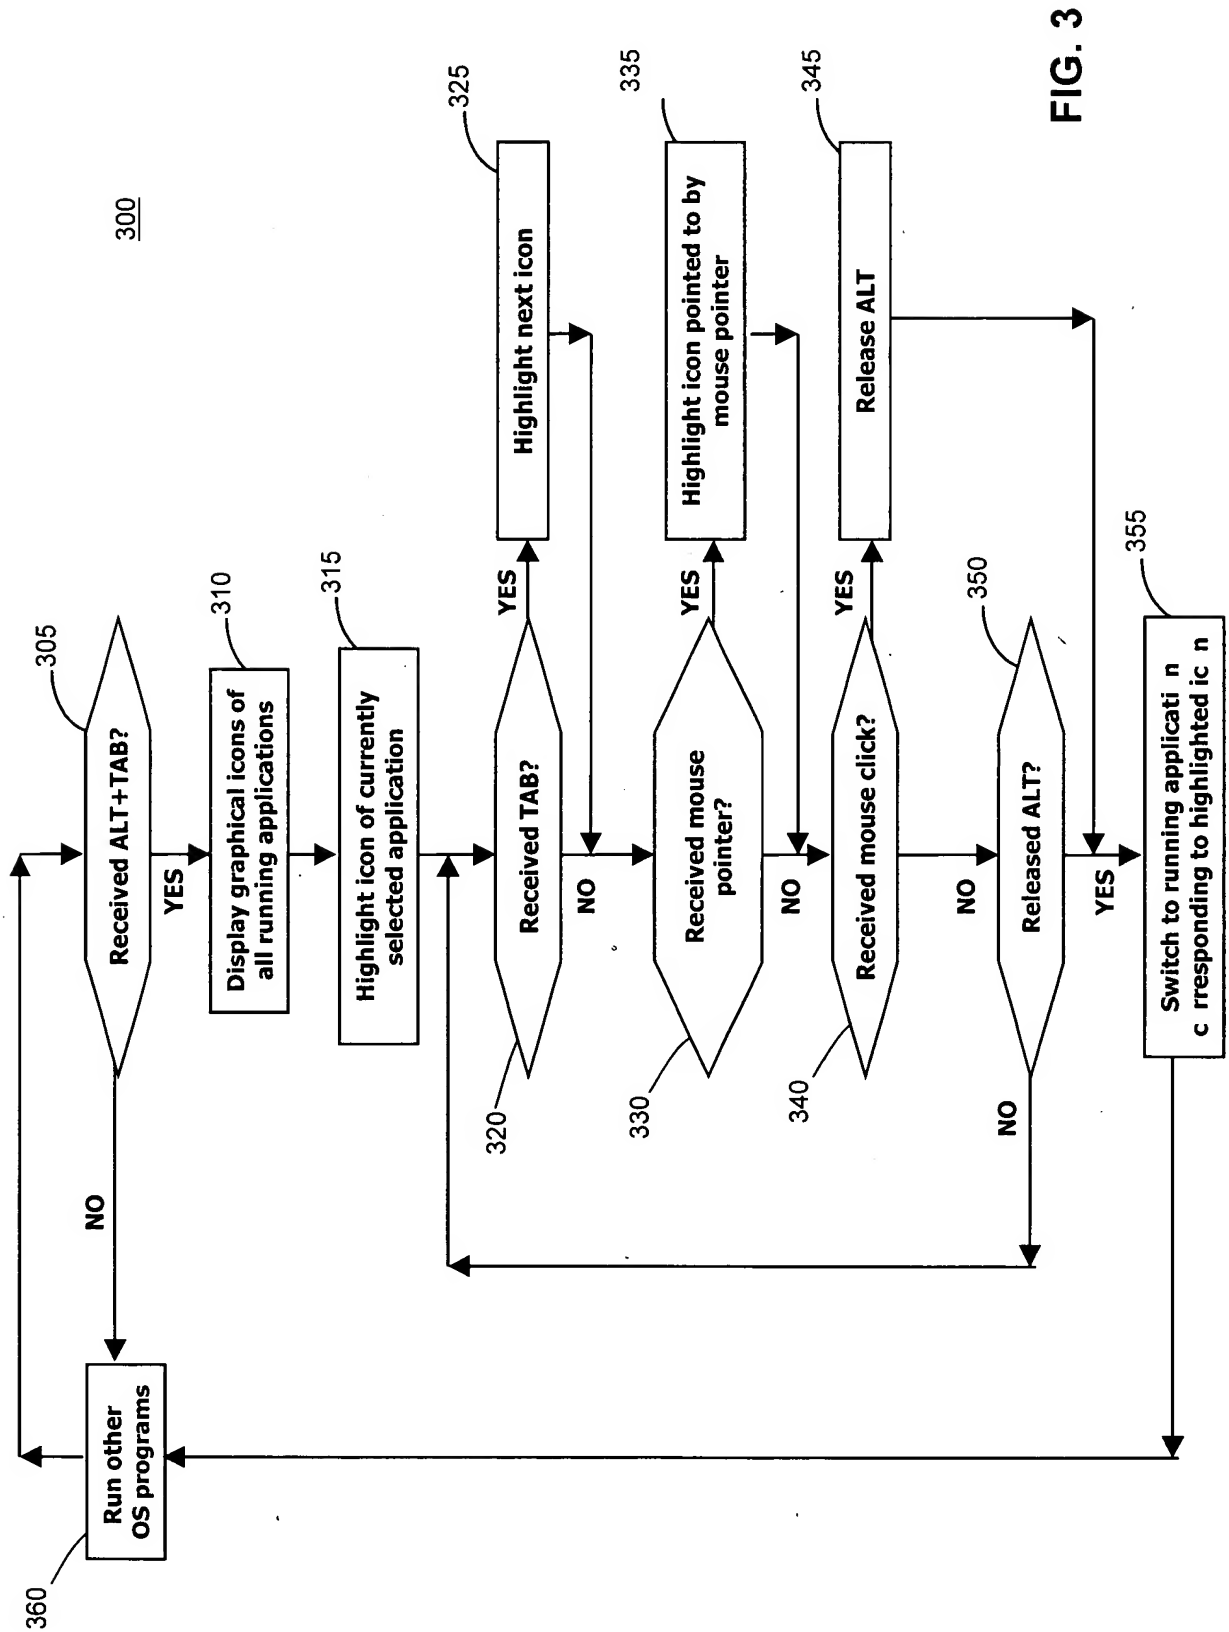 300
305
Received ALT+TAB?
NO
YES
360
Run other
OS programs
310
Display graphical icons of
all running applications
315
Highlight icon of currently
selected application
320
Received TAB?
YES
325
Highlight next icon
NO
330
Received mouse
pointer?
YES
335
Highlight icon pointed to by
mouse pointer
NO
340
Received mouse click?
YES
345
Release ALT
NO
350
Released ALT?
NO
YES
355
Switch to running applicati n
c rresponding to highlighted ic n
FIG. 3